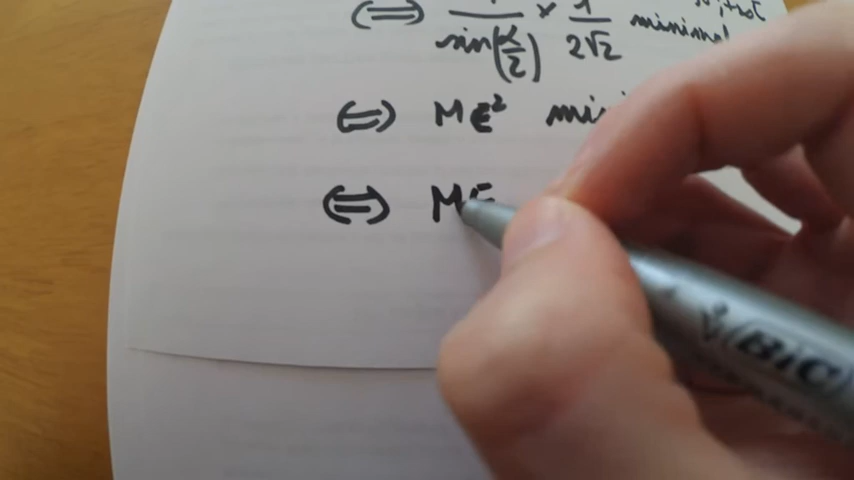 ⟺ 1/sin(α/2) × 1/2√2 minimal
⟺ ME² mini
⟺ ME
BiC